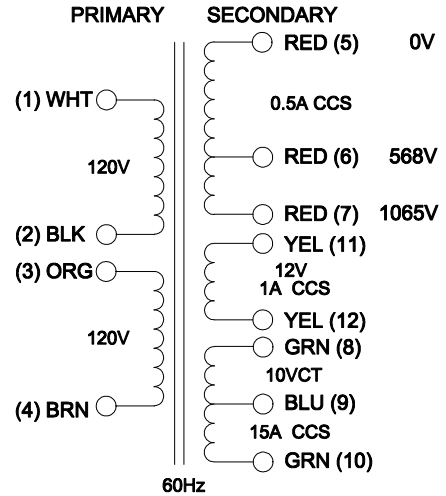 PRIMARY SECONDARY
RED (5) 0V
(1) WHT
0.5A CCS
120V
RED (6) 568V
RED (7) 1065V
(2) BLK
YEL (11)
(3) ORG
12V
1A CCS
YEL (12)
120V
GRN (8)
10VCT
(4) BRN
BLU (9)
15A CCS
GRN (10)
60Hz